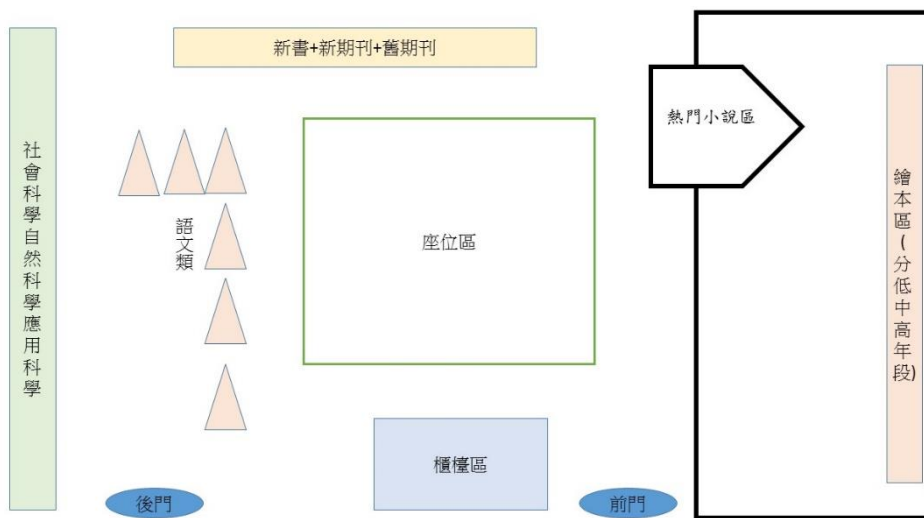 新書+新期刊+舊期刊
熱門小說區
社會科學自然科學應用科學
語文類
座位區
繪本區(分低中高年段)
櫃檯區
後門
前門